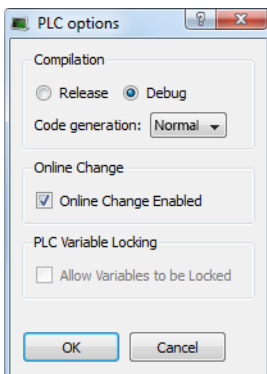 PLC options
Compilation
Release Debug
Code generation: Normal
Online Change
Online Change Enabled
PLC Variable Locking
Allow Variables to be Locked
OK Cancel